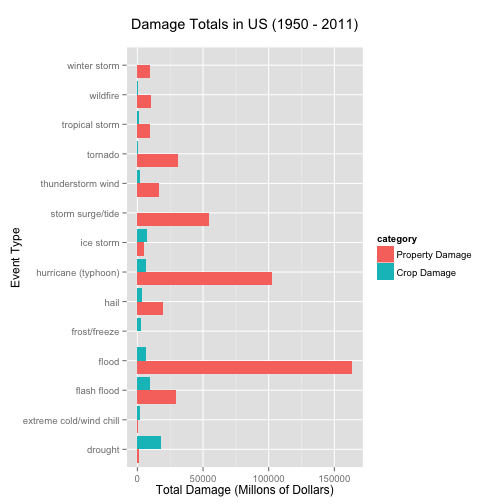 Damage Totals in US (1950 - 2011)
Event Type
winter storm
wildfire
tropical storm
tornado
thunderstorm wind
storm surge/tide
ice storm
hurricane (typhoon)
hail
frost/freeze
flood
flash flood
extreme cold/wind chill
drought
0 50000 100000 150000
Total Damage (Millons of Dollars)
category
Property Damage
Crop Damage